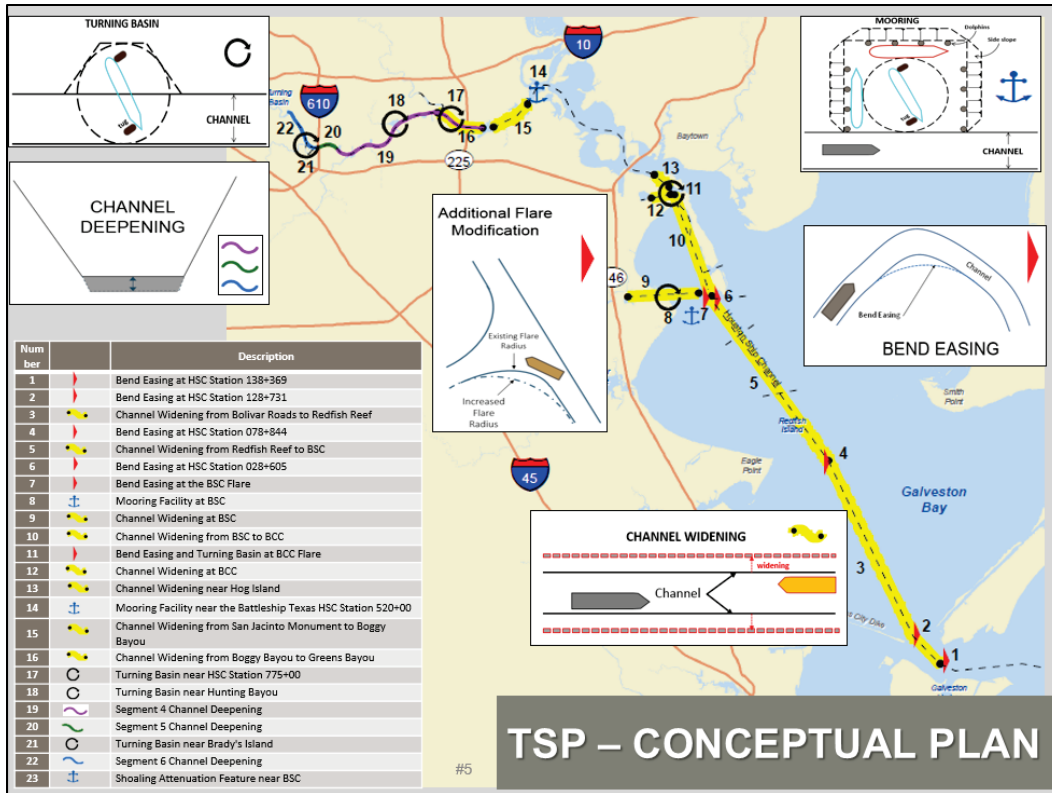 TURNING BASIN
TUG
TUG
CHANNEL
CHANNEL
DEEPENING
Turning
Basin
610
10
22
20
21
18
19
17
16
15
14
225
Baytown
13
11
12
10
46
9
8
7
6
Houston Ship Channel
5
Redfish
Island
Smith
Point
Eagle
Point
4
45
Galveston
Bay
3
City Dike
2
1
Galveston
MOORING
Dolphins
Side slope
TUG
CHANNEL
Additional Flare
Modification
Existing Flare
Radius
Increased
Flare
Radius
Channel
Bend Easing
BEND EASING
CHANNEL WIDENING
widening
Channel
Num
ber
Description
1 Bend Easing at HSC Station 138+369
2 Bend Easing at HSC Station 128+731
3 Channel Widening from Bolivar Roads to Redfish Reef
4 Bend Easing at HSC Station 078+844
5 Channel Widening from Redfish Reef to BSC
6 Bend Easing at HSC Station 028+605
7 Bend Easing at the BSC Flare
8 Mooring Facility at BSC
9 Channel Widening at BSC
10 Channel Widening from BSC to BCC
11 Bend Easing and Turning Basin at BCC Flare
12 Channel Widening at BCC
13 Channel Widening near Hog Island
14 Mooring Facility near the Battleship Texas HSC Station 520+00
15 Channel Widening from San Jacinto Monument to Boggy
Bayou
16 Channel Widening from Boggy Bayou to Greens Bayou
17 Turning Basin near HSC Station 775+00
18 Turning Basin near Hunting Bayou
19 Segment 4 Channel Deepening
20 Segment 5 Channel Deepening
21 Turning Basin near Brady's Island
22 Segment 6 Channel Deepening
23 Shoaling Attenuation Feature near BSC
#5
TSP – CONCEPTUAL PLAN